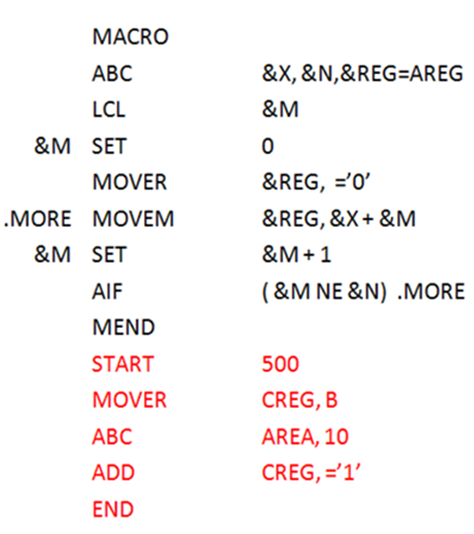 MACRO
ABC &X, &N,&REG=AREG
LCL &M
&M SET 0
MOVER &REG, =’0’
.MORE MOVEM &REG, &X + &M
&M SET &M + 1
AIF ( &M NE &N) .MORE
MEND
START 500
MOVER CREG, B
ABC AREA, 10
ADD CREG, =’1’
END